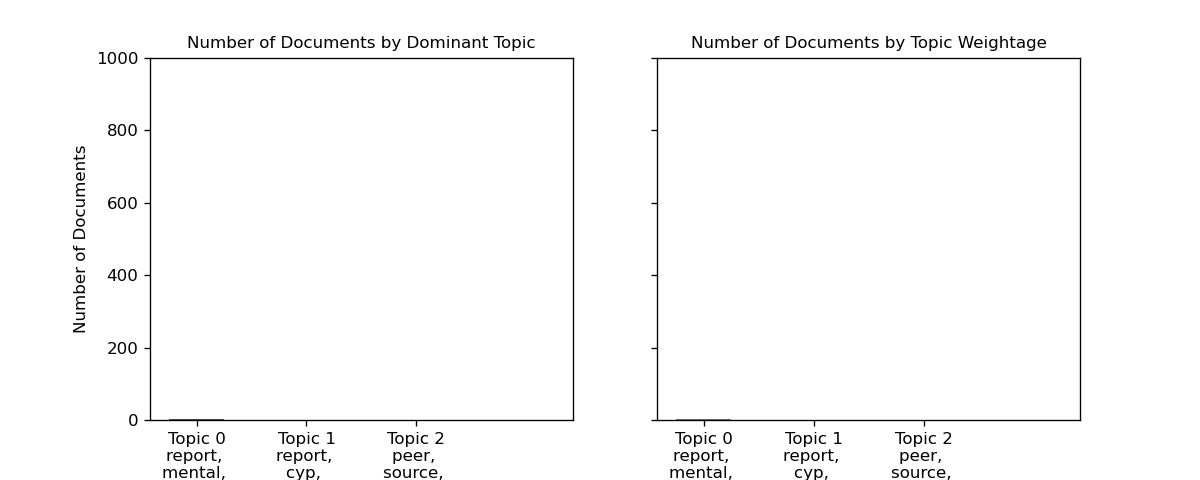 Number of Documents by Dominant Topic
Number of Documents by Topic Weightage
Number of Documents
1000
800
600
400
200
0
Topic 0
report,
mental,
Topic 1
report,
cyp,
Topic 2
peer,
source,
Topic 0
report,
mental,
Topic 1
report,
cyp,
Topic 2
peer,
source,